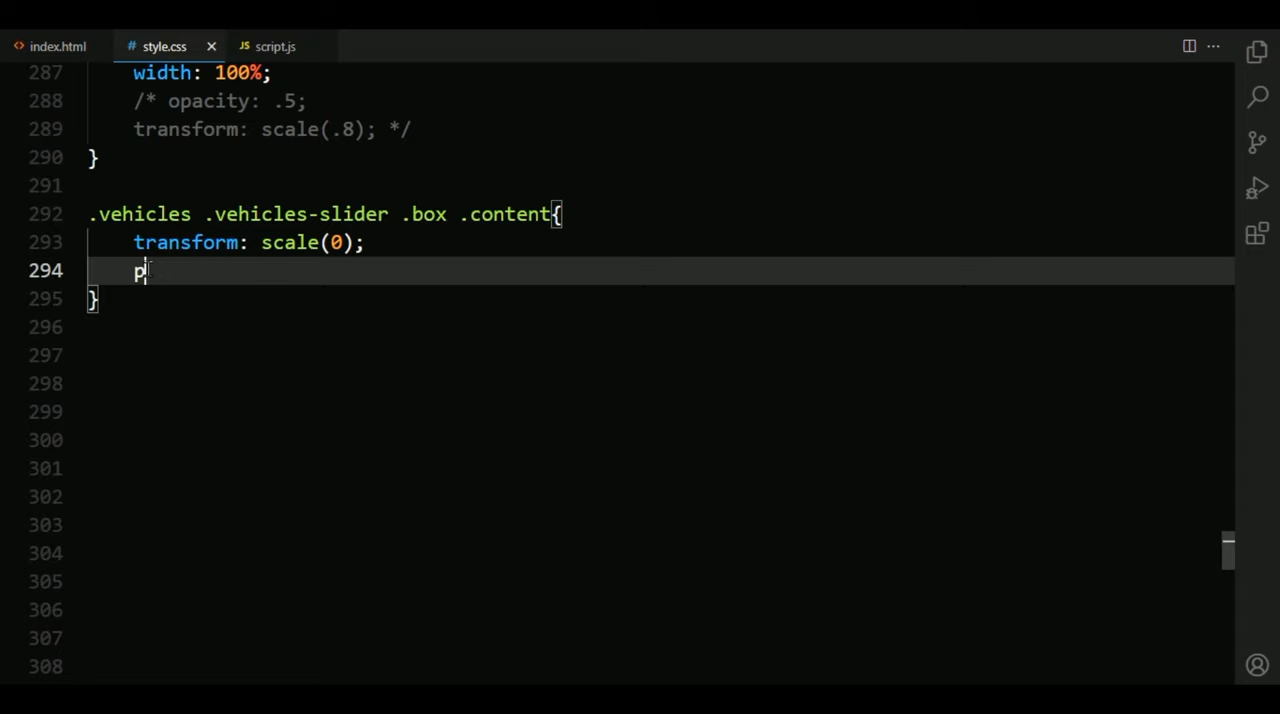 index.html
# style.css
JS script.js
287 width: 100%;
288 /* opacity: .5;
289 transform: scale(.8); */
290 }
291
292 .vehicles .vehicles-slider .box .content{
293 transform: scale(0);
294 p
295 }
296
297
298
299
300
301
302
303
304
305
306
307
308